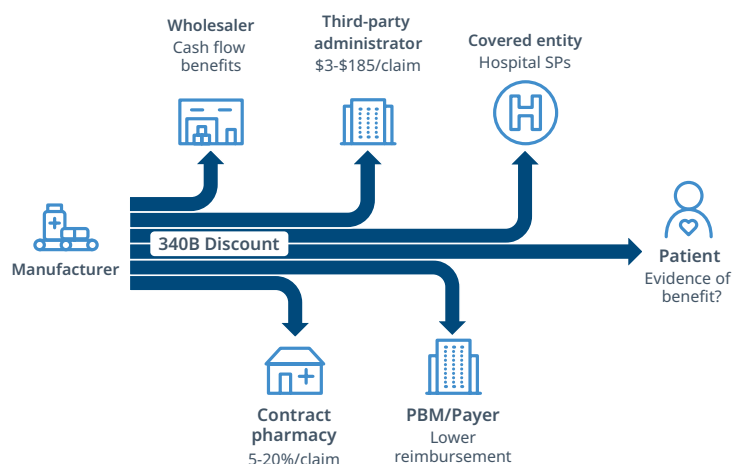 Wholesaler
Cash flow
benefits
Third-party
administrator
$3-$185/claim
Covered entity
Hospital SPs
H
Manufacturer
340B Discount
Patient
Evidence of
benefit?
Contract
pharmacy
5-20%/claim
PBM/Payer
Lower
reimbursement